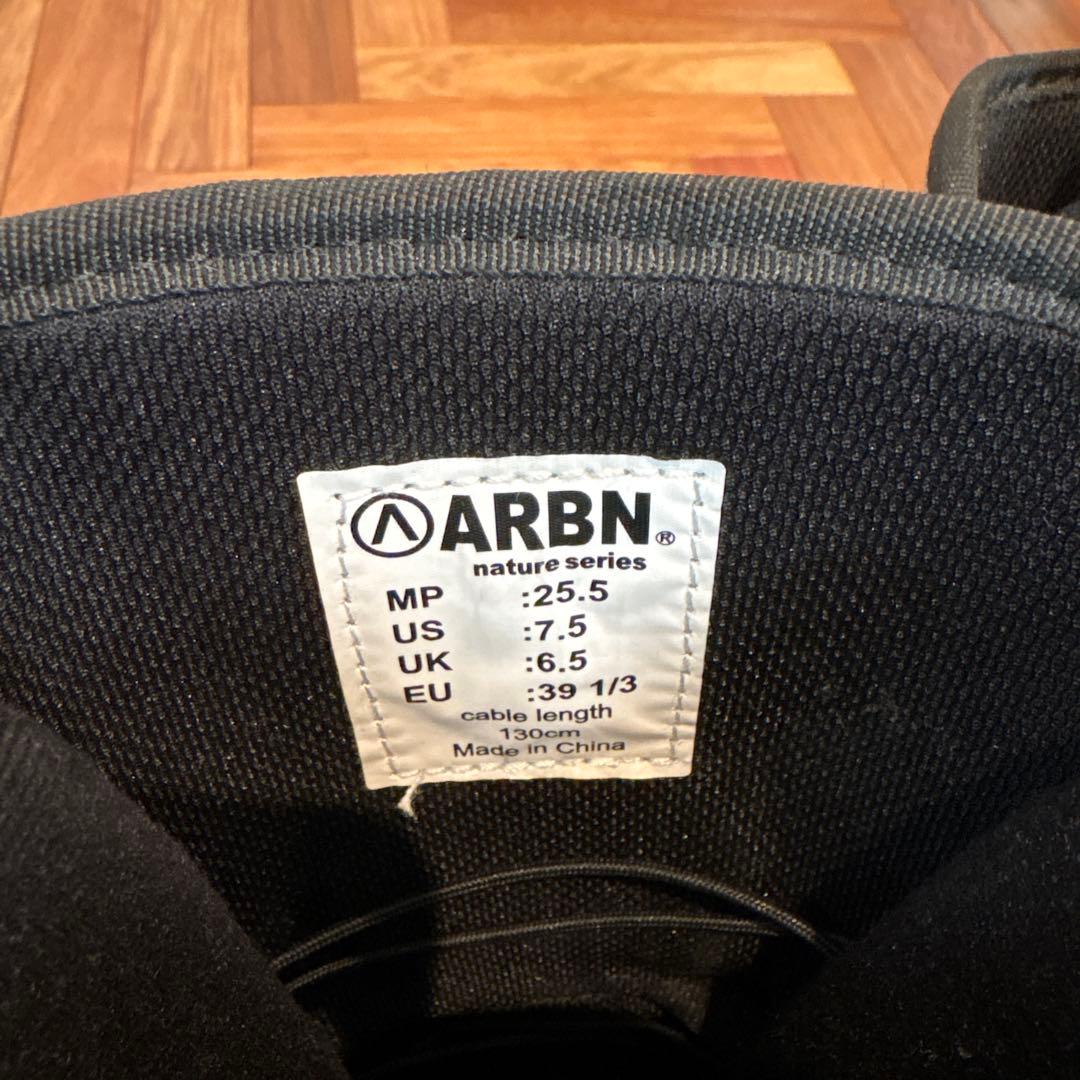 ARBN®
nature series
MP :25.5
US :7.5
UK :6.5
EU :39 1/3
cable length
130cm
Made in China